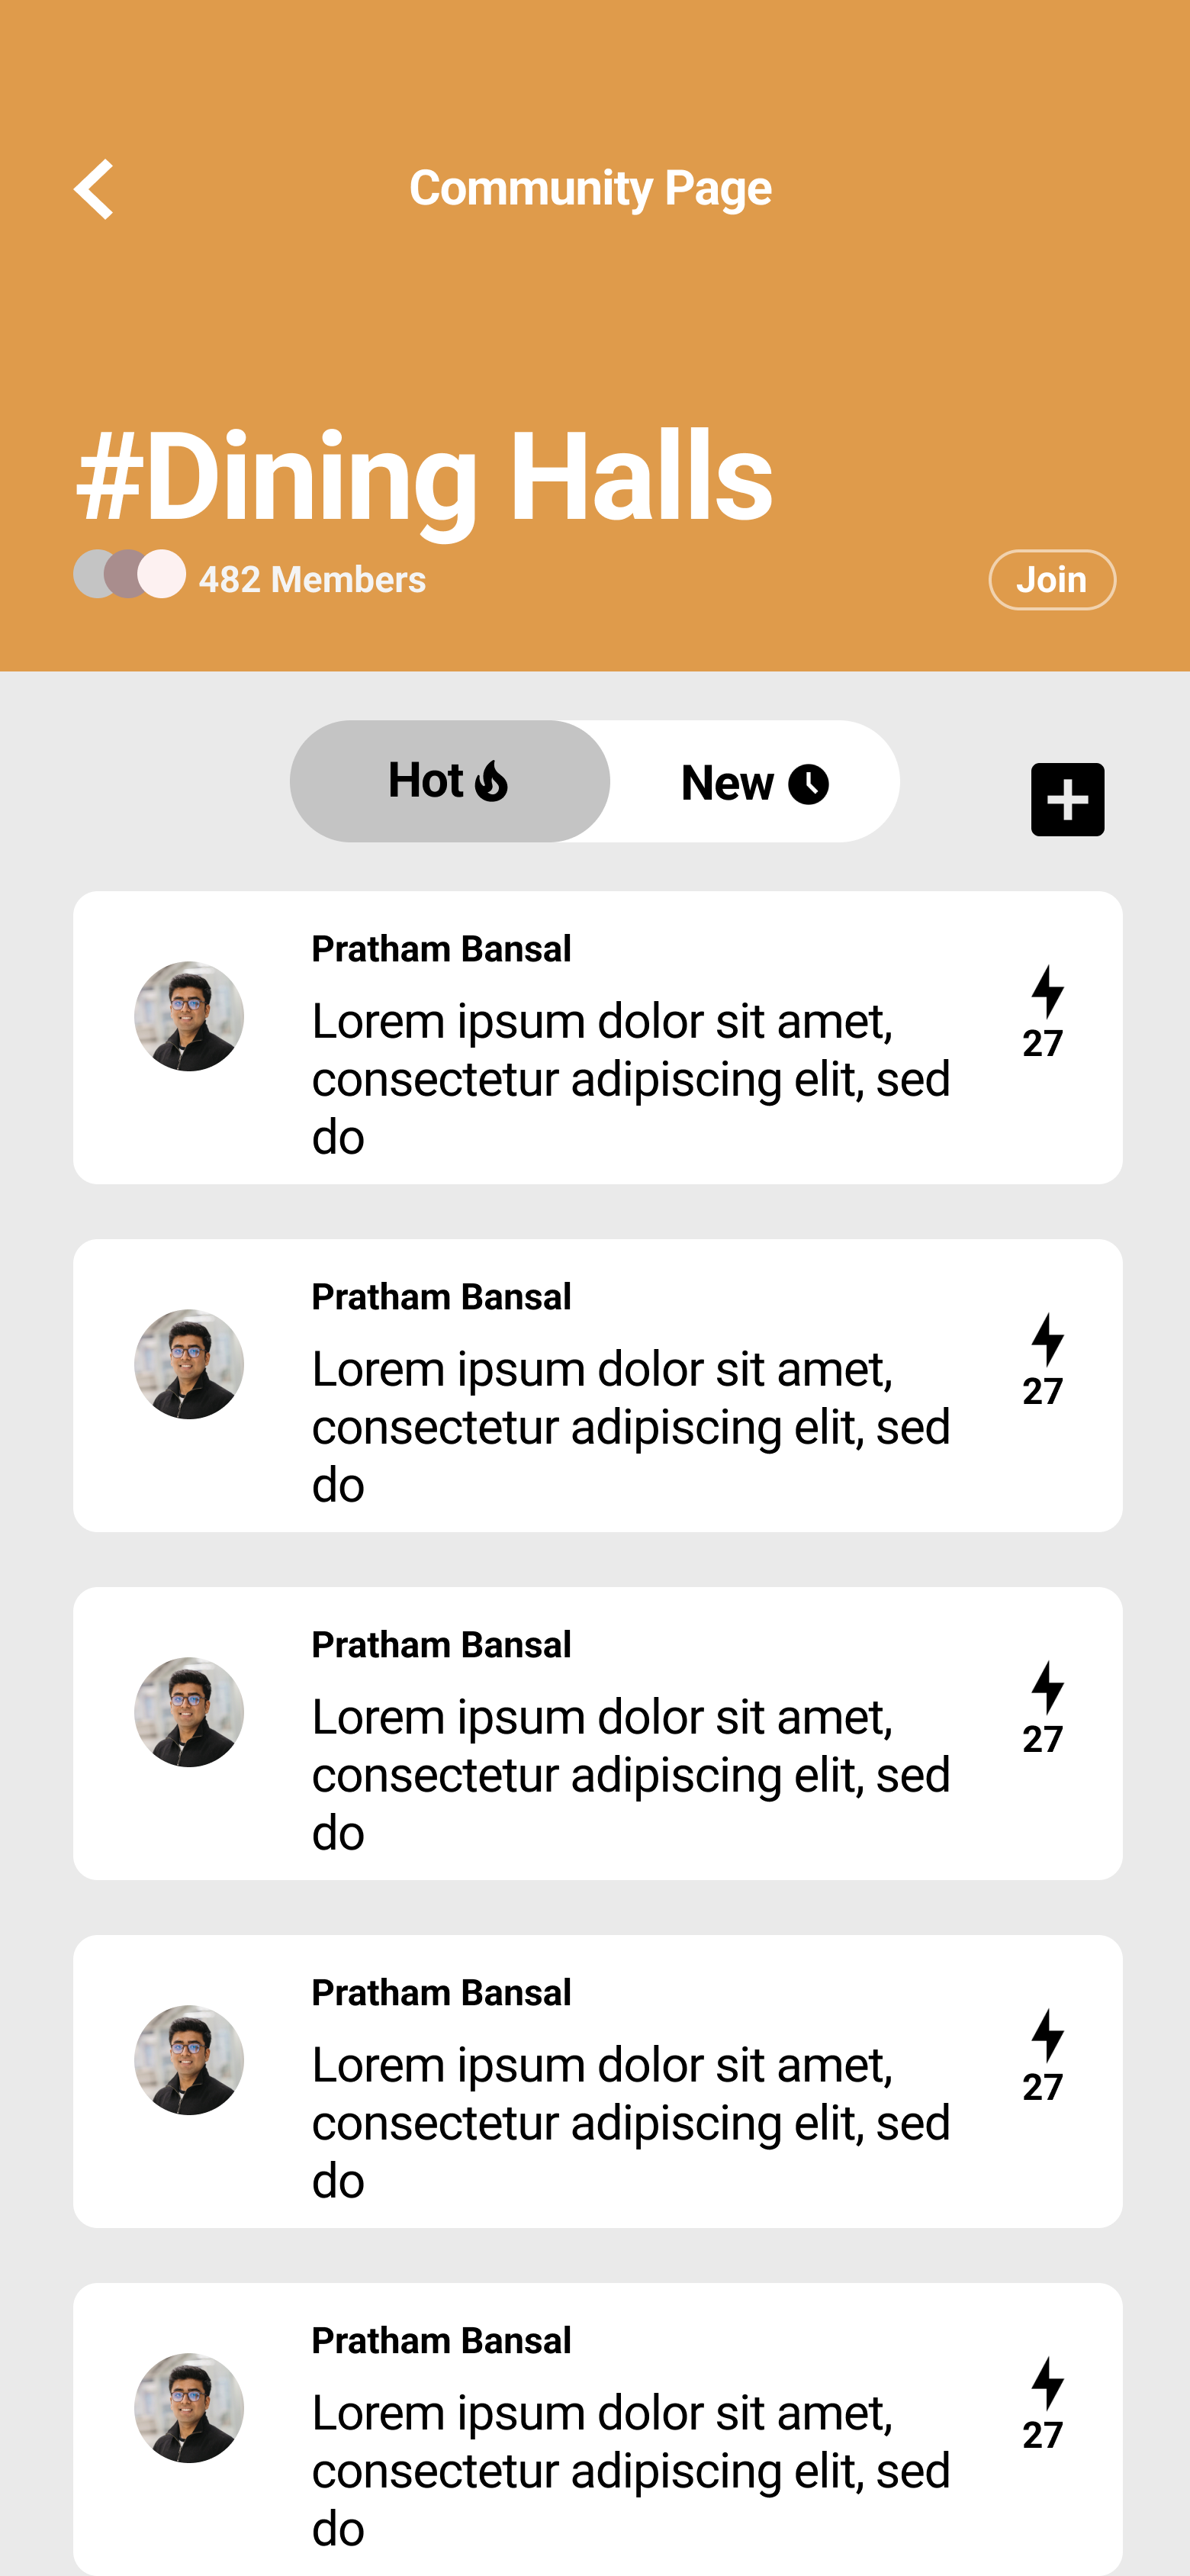 Community Page
#Dining Halls
482 Members
Join
Hot
New
Pratham Bansal
Lorem ipsum dolor sit amet,
consectetur adipiscing elit, sed
do
27
Pratham Bansal
Lorem ipsum dolor sit amet,
consectetur adipiscing elit, sed
do
27
Pratham Bansal
Lorem ipsum dolor sit amet,
consectetur adipiscing elit, sed
do
27
Pratham Bansal
Lorem ipsum dolor sit amet,
consectetur adipiscing elit, sed
do
27
Pratham Bansal
Lorem ipsum dolor sit amet,
consectetur adipiscing elit, sed
do
27